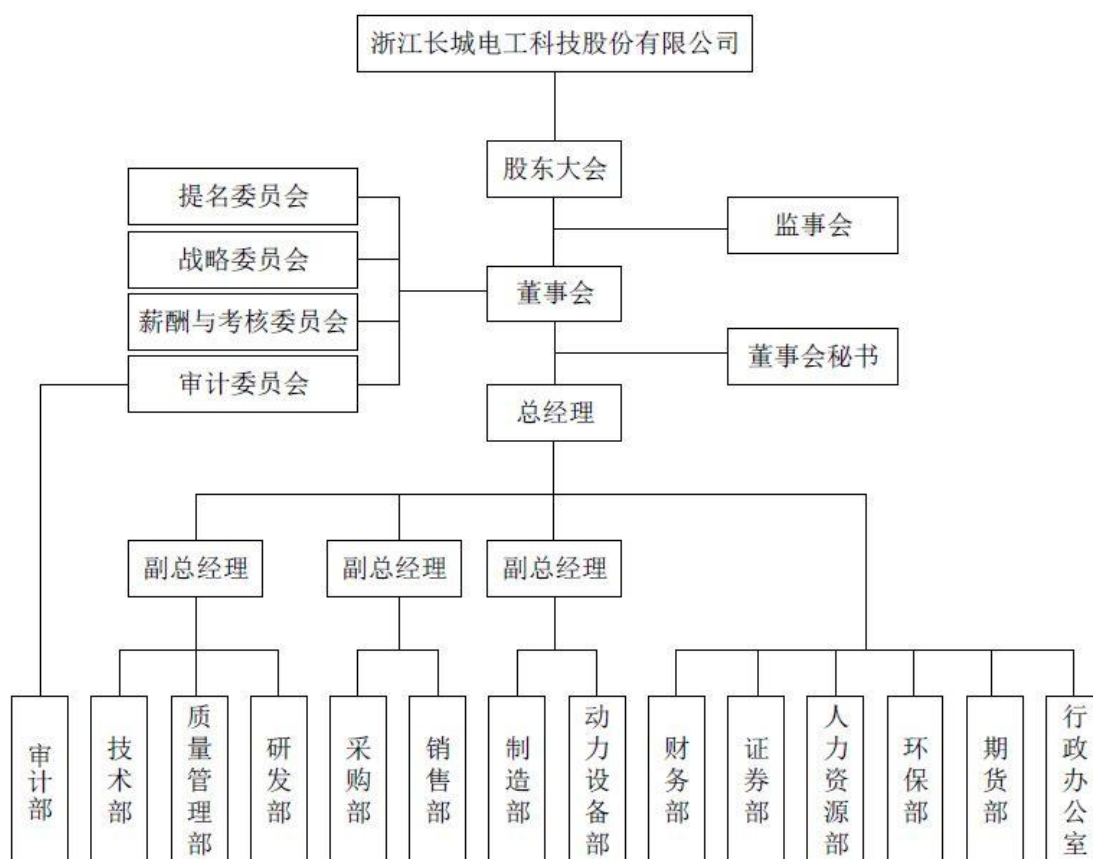 浙江长城电工科技股份有限公司
股东大会
提名委员会
监事会
战略委员会
董事会
薪酬与考核委员会
董事会秘书
审计委员会
总经理
副总经理
副总经理
副总经理
审计部
技术部
质量管理部
研发部
采购部
销售部
制造部
动力设备部
财务部
证券部
人力资源部
环保部
期货部
行政办公室